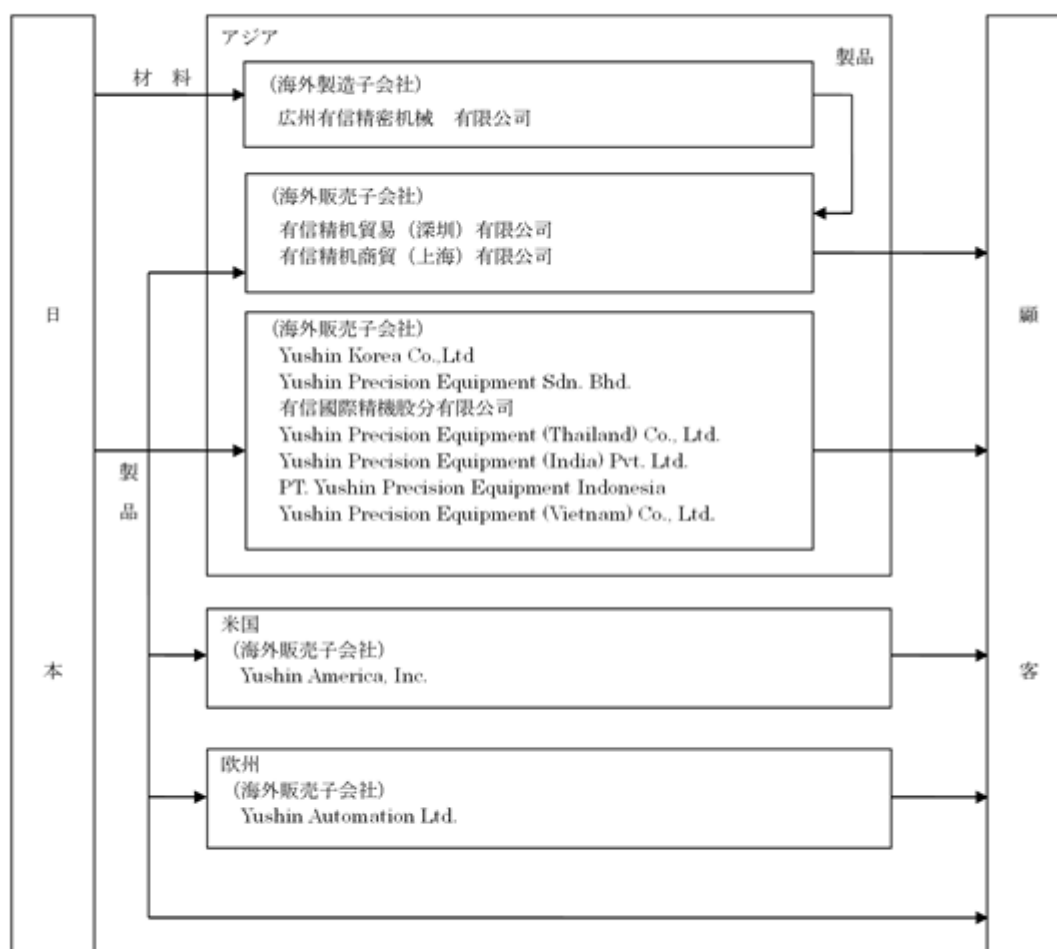 アジア
製品
材 料
(海外製造子会社)
広州有信精密机械 有限公司
(海外販売子会社)
有信精机貿易（深圳）有限公司
有信精机商貿（上海）有限公司
日
顧
(海外販売子会社)
Yushin Korea Co.,Ltd
Yushin Precision Equipment Sdn. Bhd.
有信國際精機股分有限公司
Yushin Precision Equipment (Thailand) Co., Ltd.
Yushin Precision Equipment (India) Pvt. Ltd.
PT. Yushin Precision Equipment Indonesia
Yushin Precision Equipment (Vietnam) Co., Ltd.
製
品
米国
(海外販売子会社)
Yushin America, Inc.
本
客
欧州
(海外販売子会社)
Yushin Automation Ltd.